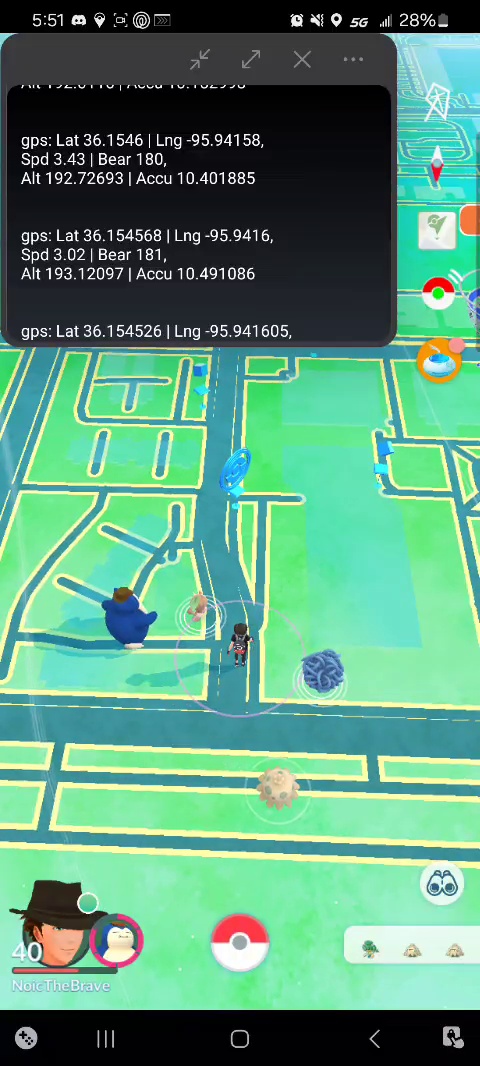 5:51
5G
28%
gps: Lat 36.1546 | Lng -95.94158,
Spd 3.43 | Bear 180,
Alt 192.72693 | Accu 10.401885
gps: Lat 36.154568 | Lng -95.9416,
Spd 3.02 | Bear 181,
Alt 193.12097 | Accu 10.491086
gps: Lat 36.154526 | Lng -95.941605,
40
NoicTheBrave